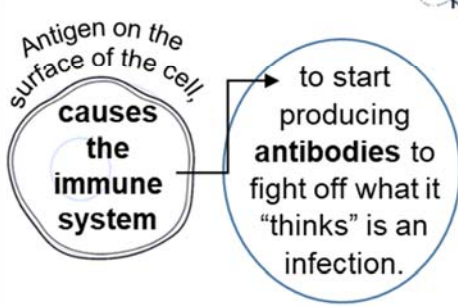 Antigen on the
surface of the cell,
causes
the
immune
system
to start
producing
antibodies to
fight off what it
“thinks” is an
infection.